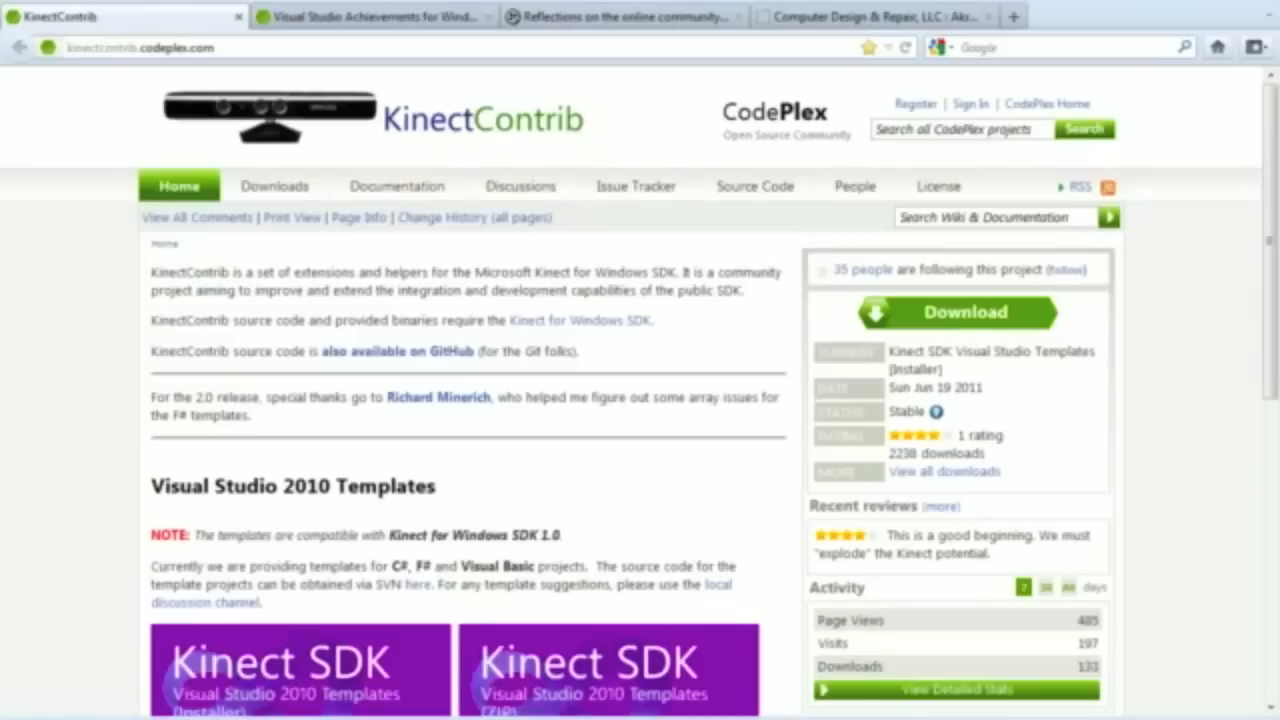 KinectContrib
Visual Studio Achievements for Wind...
Reflections on the online community...
Computer Design & Repair, LLC : Akr...
kinectcontrib.codeplex.com
Google
KinectContrib
CodePlex
Open Source Community
Register | Sign In | CodePlex Home
Search all CodePlex projects
Search
Home
Downloads
Documentation
Discussions
Issue Tracker
Source Code
People
License
RSS
View All Comments | Print View | Page Info | Change History (all pages)
Search Wiki & Documentation
Home
KinectContrib is a set of extensions and helpers for the Microsoft Kinect for Windows SDK. It is a community
project aiming to improve and extend the integration and development capabilities of the public SDK.
KinectContrib source code and provided binaries require the Kinect for Windows SDK.
KinectContrib source code is also available on GitHub (for the Git folks).
For the 2.0 release, special thanks go to Richard Minerich, who helped me figure out some array issues for
the F# templates.
Visual Studio 2010 Templates
NOTE: The templates are compatible with Kinect for Windows SDK 1.0.
Currently we are providing templates for C#, F# and Visual Basic projects. The source code for the
template projects can be obtained via SVN here. For any template suggestions, please use the local
discussion channel.
Kinect SDK
Visual Studio 2010 Templates
(Installer)
Kinect SDK
Visual Studio 2010 Templates
(ZIP)
35 people are following this project (follow)
Download
CURRENT Kinect SDK Visual Studio Templates
[Installer]
DATE Sun Jun 19 2011
STATUS Stable ?
RATING 1 rating
2238 downloads
MORE View all downloads
Recent reviews (more)
This is a good beginning. We must
"explode" the Kinect potential.
Activity 7 30 All days
Page Views 485
Visits 197
Downloads 133
View Detailed Stats